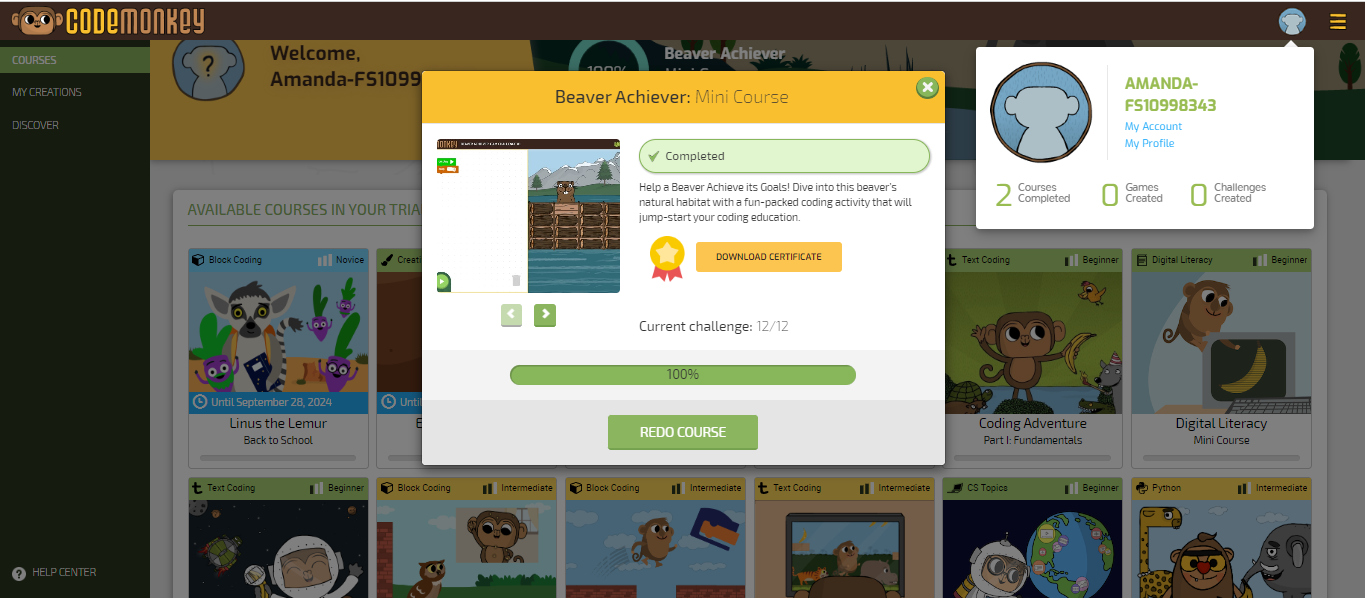 CODEMONKEY
COURSES
MY CREATIONS
DISCOVER
HELP CENTER
Welcome,
Amanda-FS1099
100%
Beaver Achiever
AMANDA-
FS10998343
My Account
My Profile
2 Courses Completed
0 Games Created
0 Challenges Created
Beaver Achiever: Mini Course
Completed
Help a Beaver Achieve its Goals! Dive into this beaver's
natural habitat with a fun-packed coding activity that will
jump-start your coding education.
DOWNLOAD CERTIFICATE
Current challenge: 12/12
100%
REDO COURSE
AVAILABLE COURSES IN YOUR TRIA
Block Coding Novice
Until September 28, 2024
Linus the Lemur
Back to School
Creati
Until
Text Coding Beginner
Coding Adventure
Part I: Fundamentals
Digital Literacy Beginner
Digital Literacy
Mini Course
Text Coding Beginner
Block Coding Intermediate
Block Coding Intermediate
Text Coding Intermediate
CS Topics Beginner
Python Intermediate